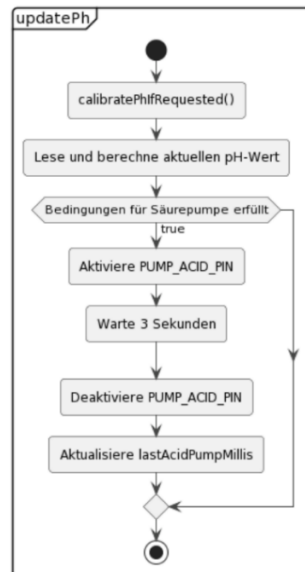 updatePh
calibratePhIfRequested()
Lese und berechne aktuellen pH-Wert
Bedingungen für Säurepumpe erfüllt
true
Aktiviere PUMP_ACID_PIN
Warte 3 Sekunden
Deaktiviere PUMP_ACID_PIN
Aktualisiere lastAcidPumpMillis